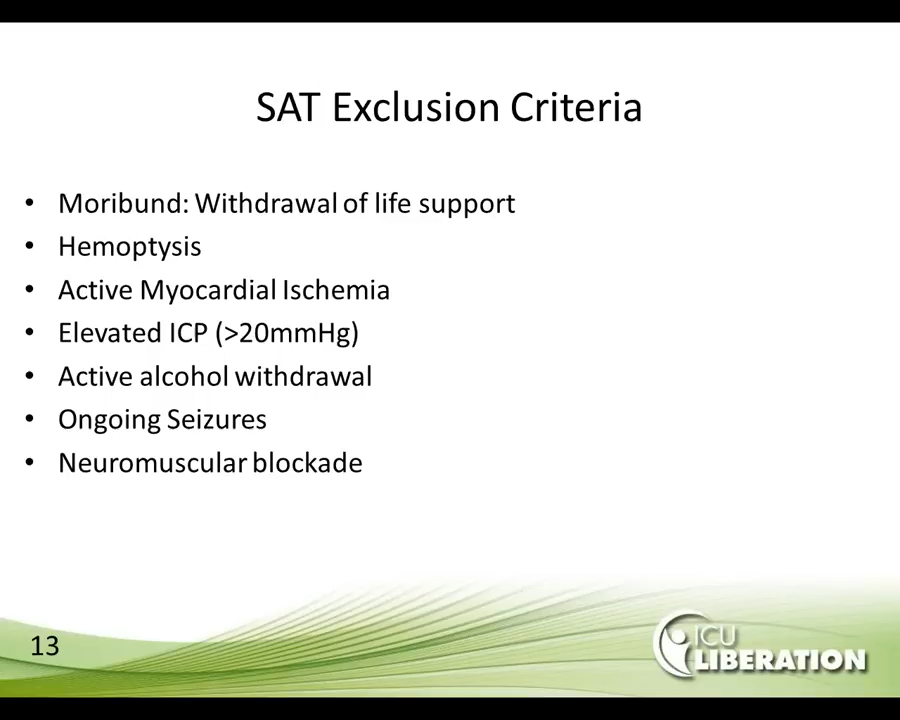 SAT Exclusion Criteria
• Moribund: Withdrawal of life support
• Hemoptysis
• Active Myocardial Ischemia
• Elevated ICP (>20mmHg)
• Active alcohol withdrawal
• Ongoing Seizures
• Neuromuscular blockade
13
ICU
LIBERATION